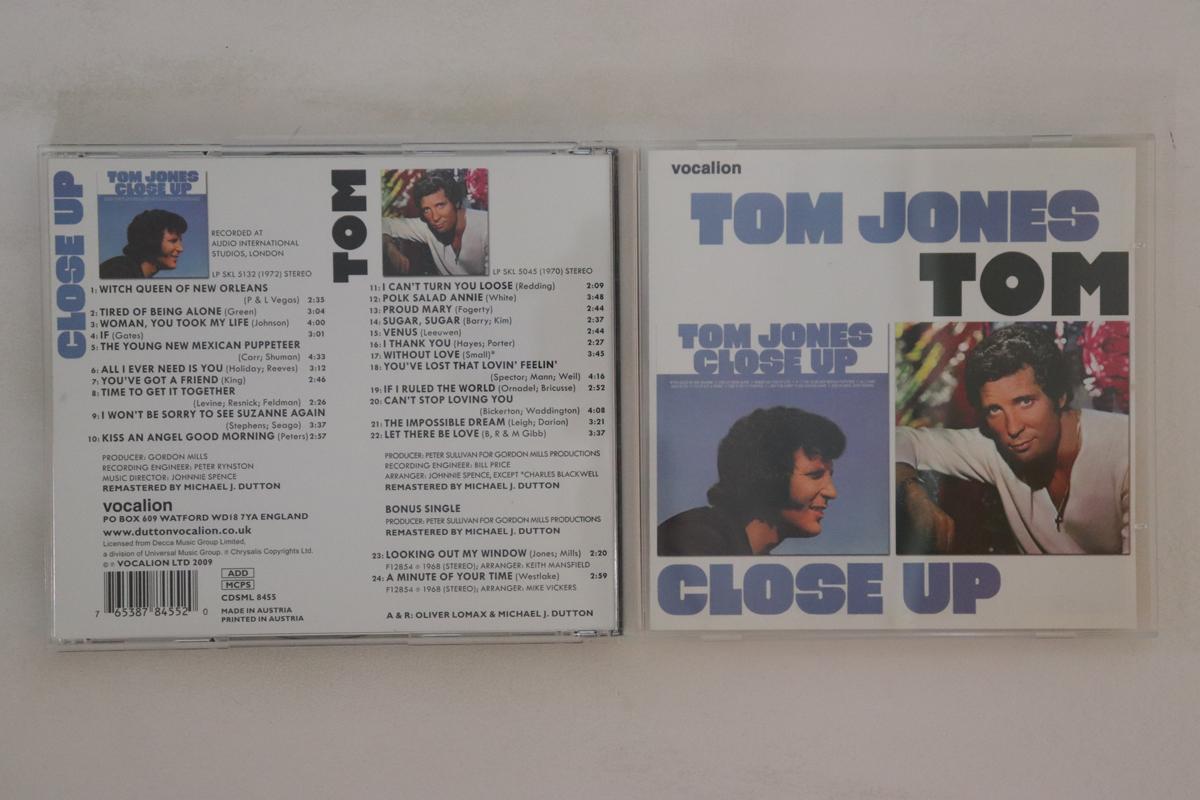 CLOSE UP
TOM JONES
CLOSE UP
RECORDED AT
AUDIO INTERNATIONAL
STUDIOS, LONDON
LP SKL 5132 (1972) STEREO
1: WITCH QUEEN OF NEW ORLEANS
(P & L Vegas) 2:35
2: TIRED OF BEING ALONE (Green) 3:04
3: WOMAN, YOU TOOK MY LIFE (Johnson) 4:00
4: IF (Gates) 3:01
5: THE YOUNG NEW MEXICAN PUPPETEER
(Carr; Shuman) 4:33
6: ALL I EVER NEED IS YOU (Holiday; Reeves) 3:12
7: YOU'VE GOT A FRIEND (King) 2:46
8: TIME TO GET IT TOGETHER
(Levine; Resnick; Feldman) 2:26
9: I WON'T BE SORRY TO SEE SUZANNE AGAIN
(Stephens; Seago) 3:37
10: KISS AN ANGEL GOOD MORNING (Peters) 2:57
PRODUCER: GORDON MILLS
RECORDING ENGINEER: PETER RYNSTON
MUSIC DIRECTOR: JOHNNIE SPENCE
REMASTERED BY MICHAEL J. DUTTON
vocalion
PO BOX 609 WATFORD WD18 7YA ENGLAND
www.duttonvocalion.co.uk
Licensed from Decca Music Group Limited,
a division of Universal Music Group. ℗ Chrysalis Copyrights Ltd.
℗ © VOCALION LTD 2009
7 65387 84552 0
ADD
MCPS
CDSML 8455
MADE IN AUSTRIA
PRINTED IN AUSTRIA
TOM
LP SKL 5045 (1970) STEREO
11: I CAN'T TURN YOU LOOSE (Redding) 2:09
12: POLK SALAD ANNIE (White) 3:48
13: PROUD MARY (Fogerty) 2:44
14: SUGAR, SUGAR (Barry; Kim) 2:37
15: VENUS (Leeuwen) 2:44
16: I THANK YOU (Hayes; Porter) 2:27
17: WITHOUT LOVE (Small)* 3:45
18: YOU'VE LOST THAT LOVIN' FEELIN'
(Spector; Mann; Weil) 4:16
19: IF I RULED THE WORLD (Ornadel; Bricusse) 2:52
20: CAN'T STOP LOVING YOU
(Bickerton; Waddington) 4:08
21: THE IMPOSSIBLE DREAM (Leigh; Darion) 3:21
22: LET THERE BE LOVE (B, R & M Gibb) 3:37
PRODUCER: PETER SULLIVAN FOR GORDON MILLS PRODUCTIONS
RECORDING ENGINEER: BILL PRICE
ARRANGER: JOHNNIE SPENCE, EXCEPT *CHARLES BLACKWELL
REMASTERED BY MICHAEL J. DUTTON
BONUS SINGLE
PRODUCER: PETER SULLIVAN FOR GORDON MILLS PRODUCTIONS
REMASTERED BY MICHAEL J. DUTTON
23: LOOKING OUT MY WINDOW (Jones; Mills) 2:20
F12854 ℗ 1968 (STEREO); ARRANGER: KEITH MANSFIELD
24: A MINUTE OF YOUR TIME (Westlake) 2:59
F12854 ℗ 1968 (STEREO); ARRANGER: MIKE VICKERS
A & R: OLIVER LOMAX & MICHAEL J. DUTTON
vocalion
TOM JONES
TOM
TOM JONES
CLOSE UP
CLOSE UP